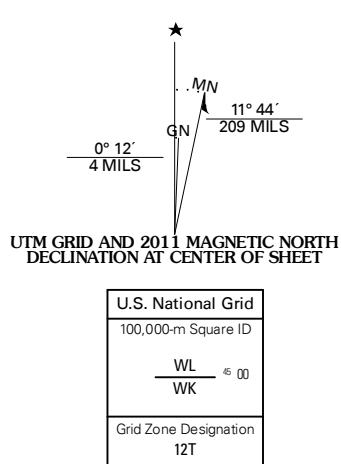 MN
11° 44´
209 MILS
GN
0° 12´
4 MILS
UTM GRID AND 2011 MAGNETIC NORTH
DECLINATION AT CENTER OF SHEET
U.S. National Grid
100,000-m Square ID
WL
45 00
WK
Grid Zone Designation
12T